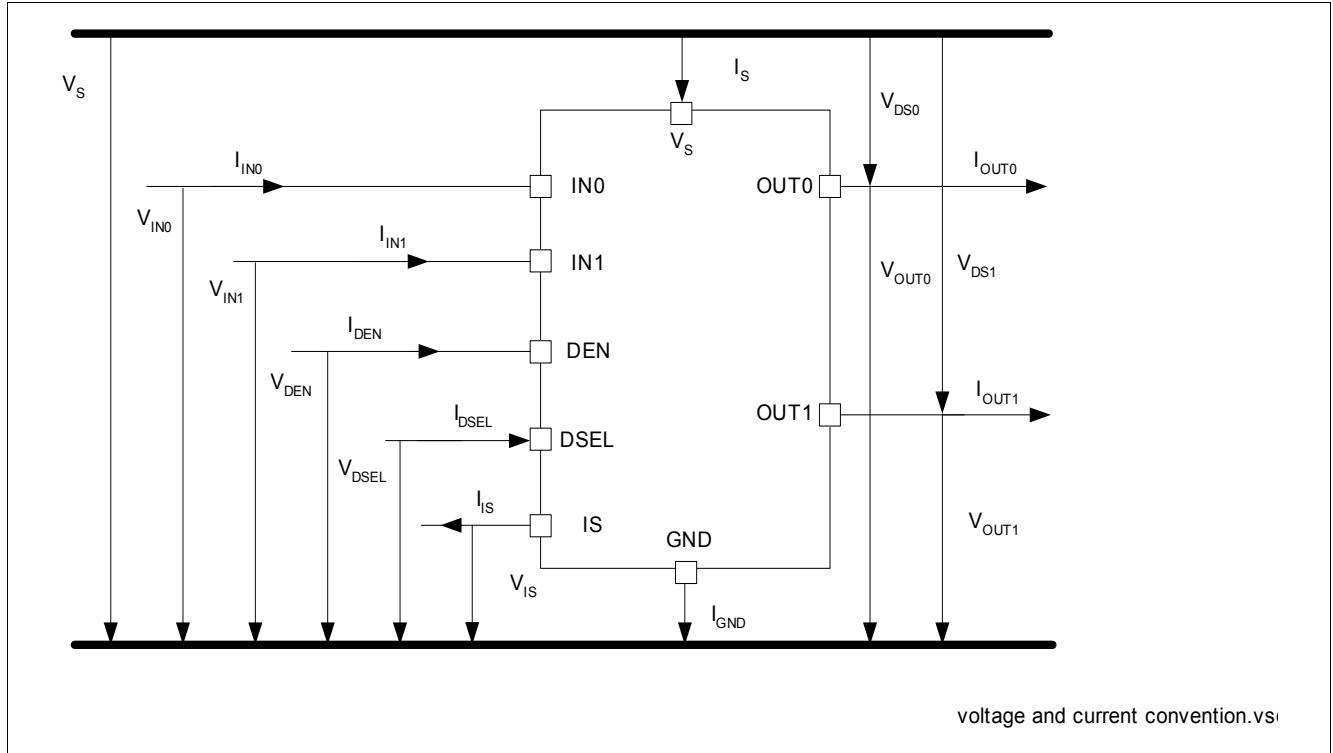 V_S
I_S
V_DS0
V_S
I_IN0
IN0
OUT0
I_OUT0
V_IN0
I_IN1
IN1
V_IN1
V_OUT0
V_DS1
I_DEN
DEN
V_DEN
I_DSEL
DSEL
OUT1
I_OUT1
V_DSEL
I_IS
IS
GND
V_OUT1
V_IS
I_GND
voltage and current convention.vs